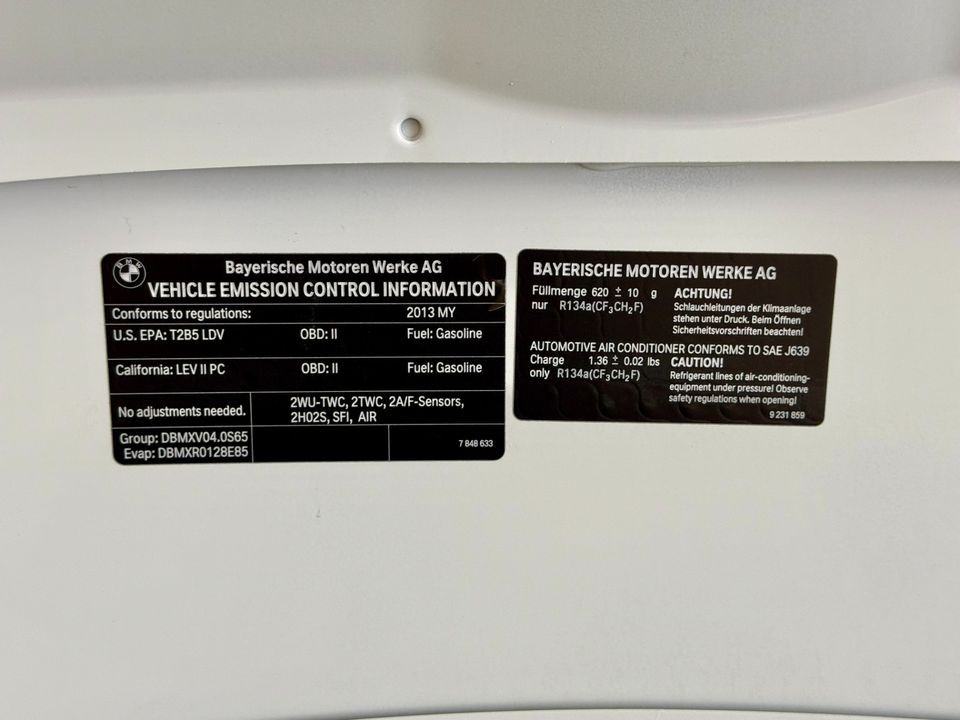 BMW
Bayerische Motoren Werke AG
VEHICLE EMISSION CONTROL INFORMATION
Conforms to regulations: 2013 MY
U.S. EPA: T2B5 LDV OBD: II Fuel: Gasoline
California: LEV II PC OBD: II Fuel: Gasoline
No adjustments needed.
2WU-TWC, 2TWC, 2A/F-Sensors,
2HO2S, SFI, AIR
Group: DBMXV04.0S65
Evap: DBMXR0128E85
7 848 633
BAYERISCHE MOTOREN WERKE AG
Füllmenge 620 ± 10 g
nur R134a(CF₃CH₂F)
ACHTUNG!
Schlauchleitungen der Klimaanlage
stehen unter Druck. Beim Öffnen
Sicherheitsvorschriften beachten!
AUTOMOTIVE AIR CONDITIONER CONFORMS TO SAE J639
Charge 1.36 ± 0.02 lbs
only R134a(CF₃CH₂F)
CAUTION!
Refrigerant lines of air-conditioning-
equipment under pressure! Observe
safety regulations when opening!
9 231 859